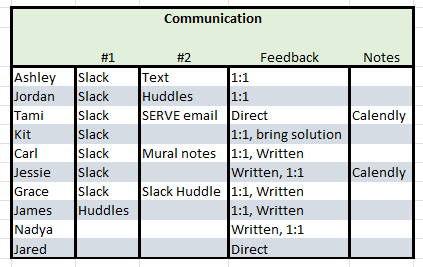 Communication
#1 #2 Feedback Notes
Ashley Slack Text 1:1
Jordan Slack Huddles 1:1
Tami Slack SERVE email Direct Calendly
Kit Slack 1:1, bring solution
Carl Slack Mural notes 1:1, Written
Jessie Slack Written, 1:1 Calendly
Grace Slack Slack Huddle 1:1, Written
James Huddles 1:1, Written
Nadya Written, 1:1
Jared Direct